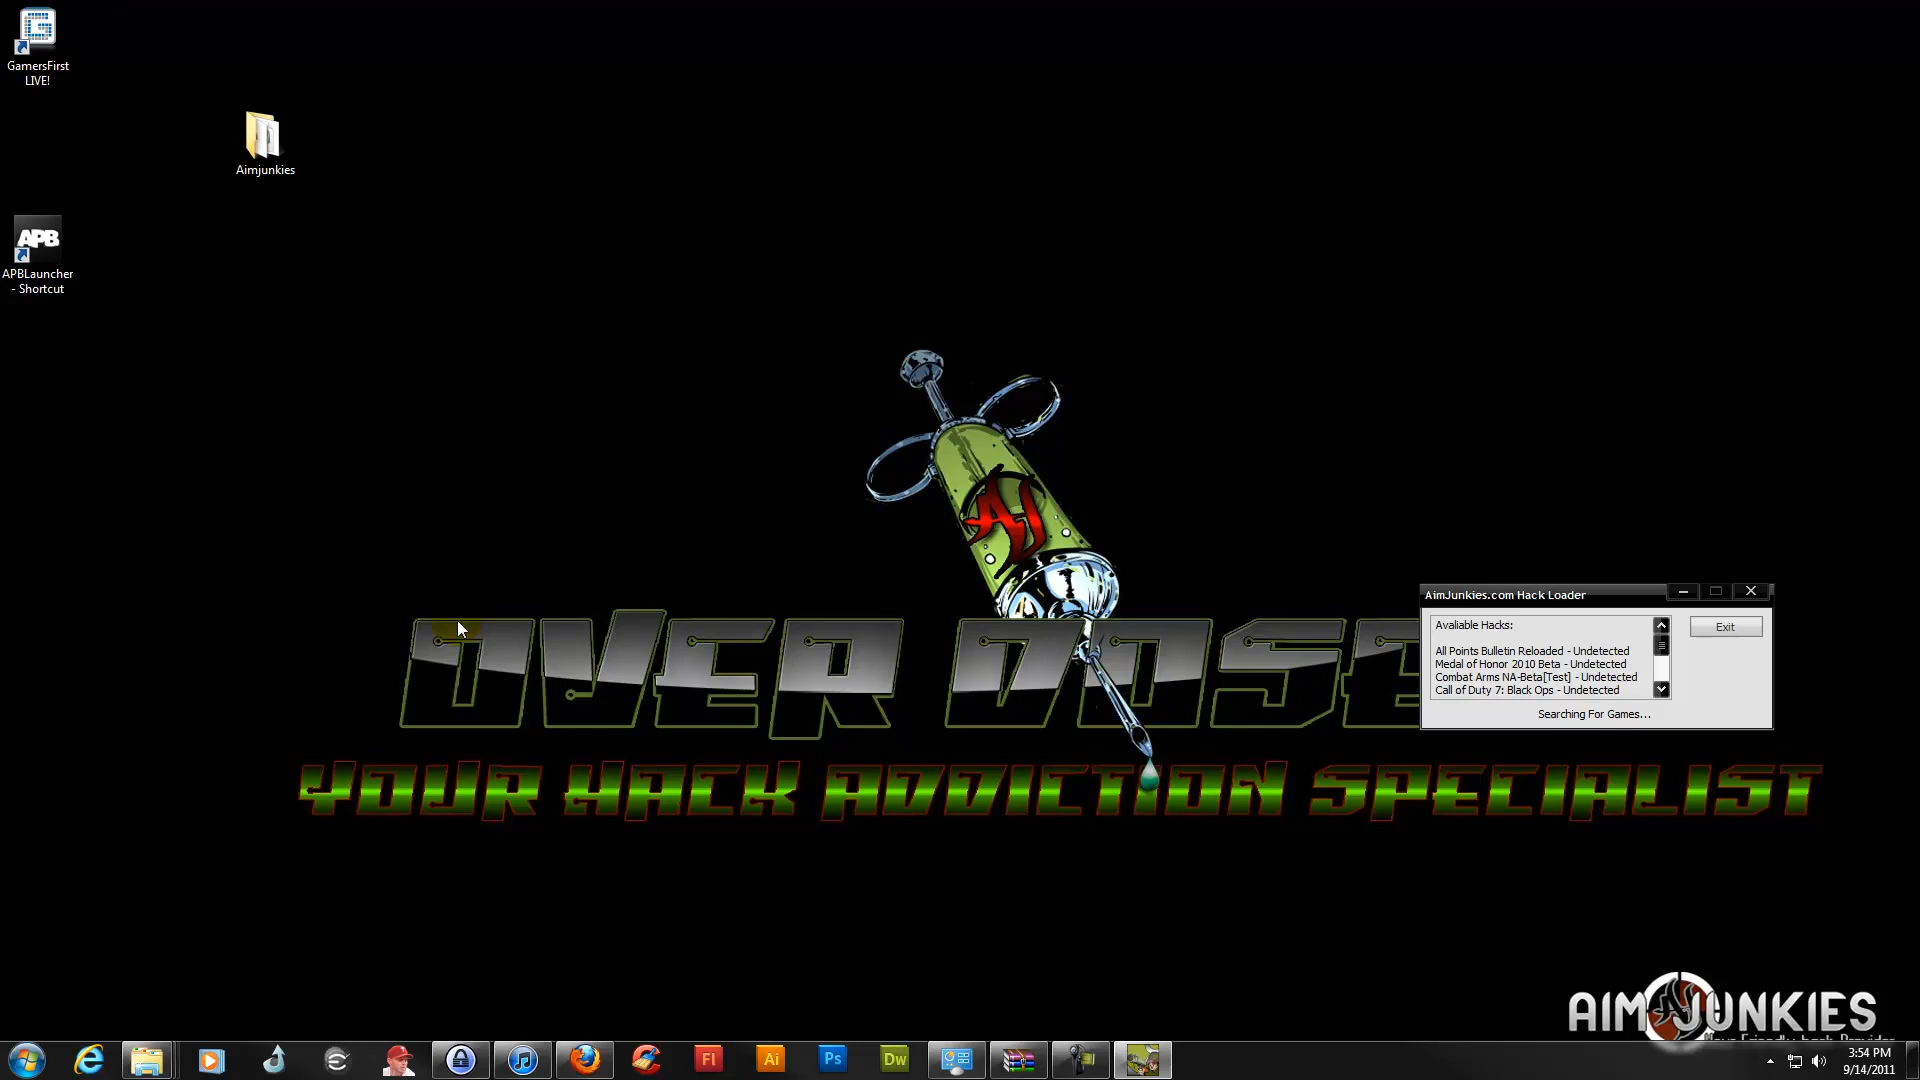 GamersFirst
LIVE!
Aimjunkies
APB
APBLauncher
- Shortcut
AJ
AimJunkies.com Hack Loader
Avaliable Hacks:
Exit
All Points Bulletin Reloaded - Undetected
Medal of Honor 2010 Beta - Undetected
Combat Arms NA-Beta[Test] - Undetected
Call of Duty 7: Black Ops - Undetected
Searching For Games...
OVER DOSE
YOUR HACK ADDICTION SPECIALIST
AIMJUNKIES
Fl
Ai
Ps
Dw
3:54 PM
9/14/2011